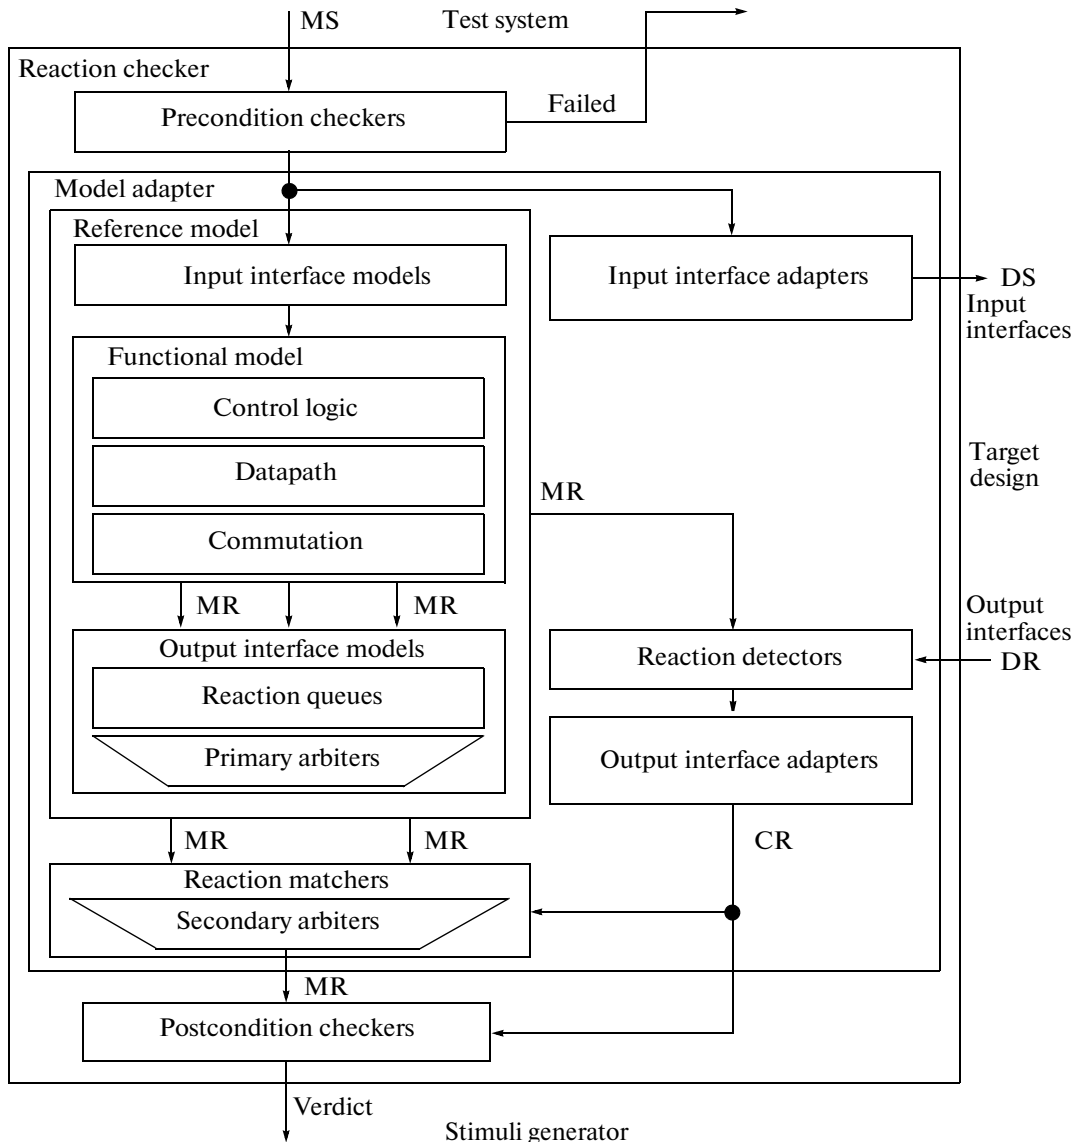 MS
Test system
Reaction checker
Failed
Precondition checkers
Model adapter
Reference model
Input interface models
Input interface adapters
DS
Input
interfaces
Functional model
Control logic
Target
design
Datapath
MR
Commutation
MR
MR
Output
interfaces
Output interface models
Reaction detectors
DR
Reaction queues
Primary arbiters
Output interface adapters
MR
MR
CR
Reaction matchers
Secondary arbiters
MR
Postcondition checkers
Verdict
Stimuli generator